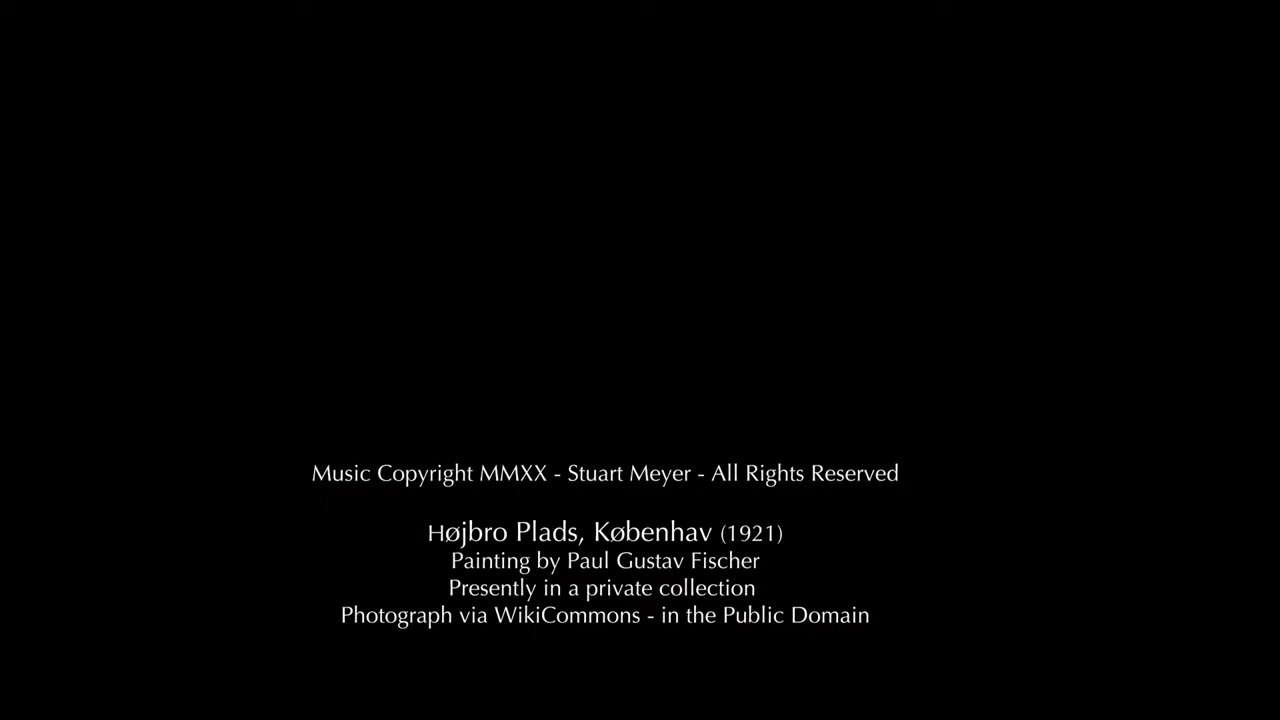 Music Copyright MMXX - Stuart Meyer - All Rights Reserved
Højbro Plads, Københav (1921)
Painting by Paul Gustav Fischer
Presently in a private collection
Photograph via WikiCommons - in the Public Domain